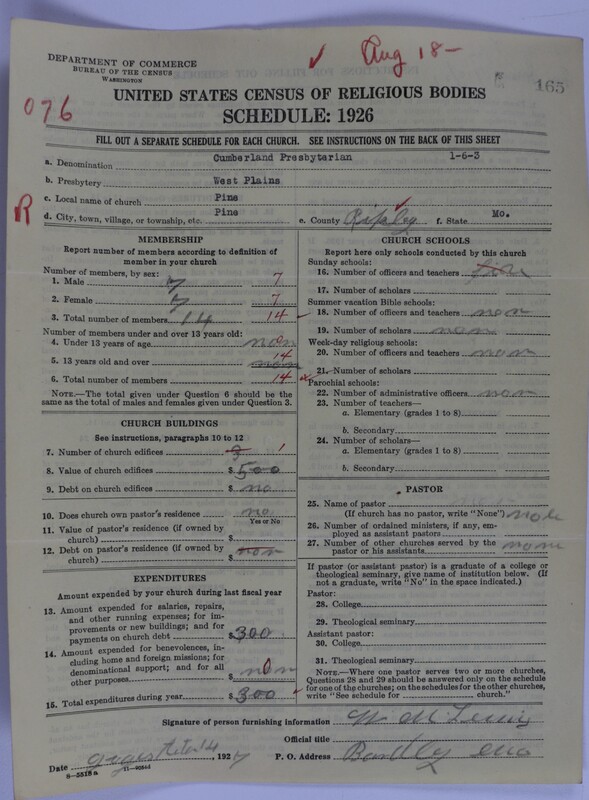 Aug 18-
DEPARTMENT OF COMMERCE
BUREAU OF THE CENSUS
WASHINGTON
165
076
UNITED STATES CENSUS OF RELIGIOUS BODIES
SCHEDULE: 1926
FILL OUT A SEPARATE SCHEDULE FOR EACH CHURCH. SEE INSTRUCTIONS ON THE BACK OF THIS SHEET
a. Denomination Cumberland Presbyterian 1-6-3
b. Presbytery West Plains
c. Local name of church Pine
R d. City, town, village, or township, etc. Pine e. County Ripley f. State Mo.
MEMBERSHIP
Report number of members according to definition of
member in your church
Number of members, by sex:
1. Male 7 7
2. Female 7 7
3. Total number of members 14 14
Number of members under and over 13 years old:
4. Under 13 years of age non
5. 13 years old and over 14
6. Total number of members 14
NOTE.—The total given under Question 6 should be
same as the total of males and females given under Question 3.
CHURCH BUILDINGS
See instructions, paragraphs 10 to 12
7. Number of church edifices 1
8. Value of church edifices $ 500
9. Debt on church edifices $ no
10. Does church own pastor's residence no
Yes or No
11. Value of pastor's residence (if owned by
church) $
12. Debt on pastor's residence (if owned by
church) $ non
EXPENDITURES
Amount expended by your church during last fiscal year
13. Amount expended for salaries, repairs,
and other running expenses; for im-
provements or new buildings; and for
payments on church debt $ 300
14. Amount expended for benevolences, in-
cluding home and foreign missions; for
denominational support; and for all
other purposes $ non
15. Total expenditures during year $ 300
CHURCH SCHOOLS
Report here only schools conducted by this church
Sunday schools:
16. Number of officers and teachers
17. Number of scholars
Summer vacation Bible schools:
18. Number of officers and teachers non
19. Number of scholars non
Week-day religious schools:
20. Number of officers and teachers non
21. Number of scholars
Parochial schools:
22. Number of administrative officers non
23. Number of teachers—
a. Elementary (grades 1 to 8)
b. Secondary
24. Number of scholars—
a. Elementary (grades 1 to 8)
b. Secondary
PASTOR
25. Name of pastor
(If church has no pastor, write "None") none
26. Number of ordained ministers, if any, em-
ployed as assistant pastors
27. Number of other churches served by the
pastor or his assistants none
If pastor (or assistant pastor) is a graduate of a college or
theological seminary, give name of institution below. (If
not a graduate, write "No" in the space indicated.)
Pastor:
28. College
29. Theological seminary
Assistant pastor:
30. College
31. Theological seminary
NOTE.—Where one pastor serves two or more churches,
Questions 28 and 29 should be answered only on the schedule
for one of the churches; on the schedules for the other churches,
write "See schedule for church."
Signature of person furnishing information
Official title
Date 14 1927 P. O. Address
8-5518a